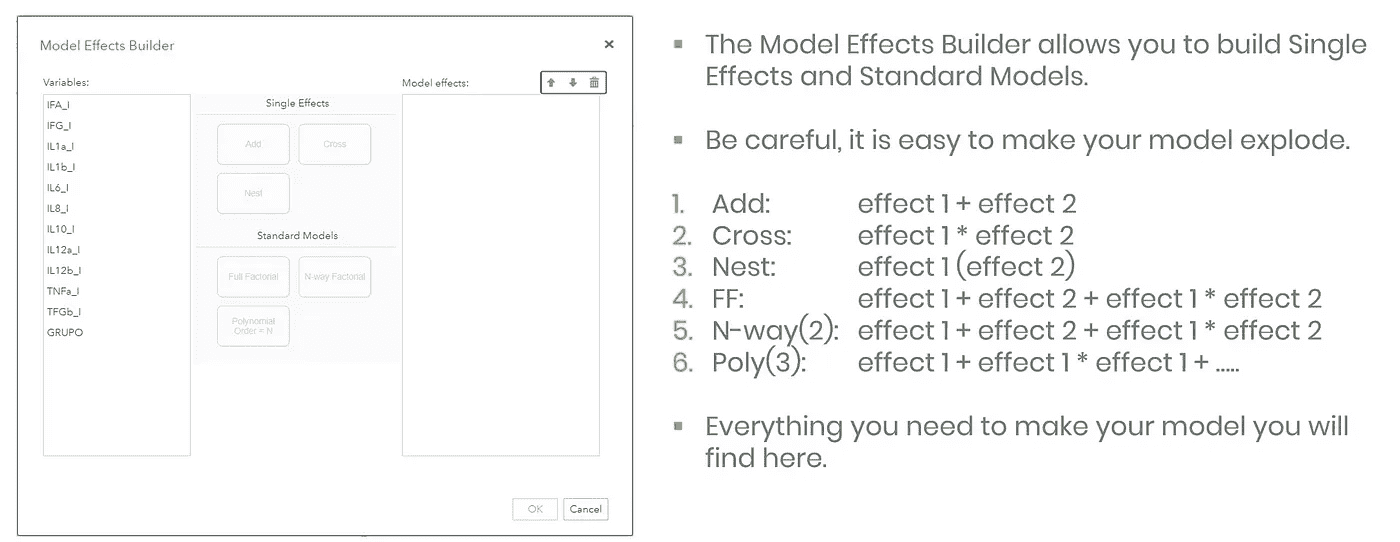 Model Effects Builder
Variables:
Model effects:
IFA_I
IFG_I
IL1a_I
IL1b_I
IL6_I
IL8_I
IL10_I
IL12a_I
IL12b_I
TNFa_I
TFGb_I
GRUPO
Single Effects
Add
Cross
Nest
Standard Models
Full Factorial
N-way Factorial
Polynomial
Order = N
OK
Cancel
The Model Effects Builder allows you to build Single
Effects and Standard Models.
Be careful, it is easy to make your model explode.
1. Add: effect 1 + effect 2
2. Cross: effect 1 * effect 2
3. Nest: effect 1 (effect 2)
4. FF: effect 1 + effect 2 + effect 1 * effect 2
5. N-way(2): effect 1 + effect 2 + effect 1 * effect 2
6. Poly(3): effect 1 + effect 1 * effect 1 + .....
Everything you need to make your model you will
find here.